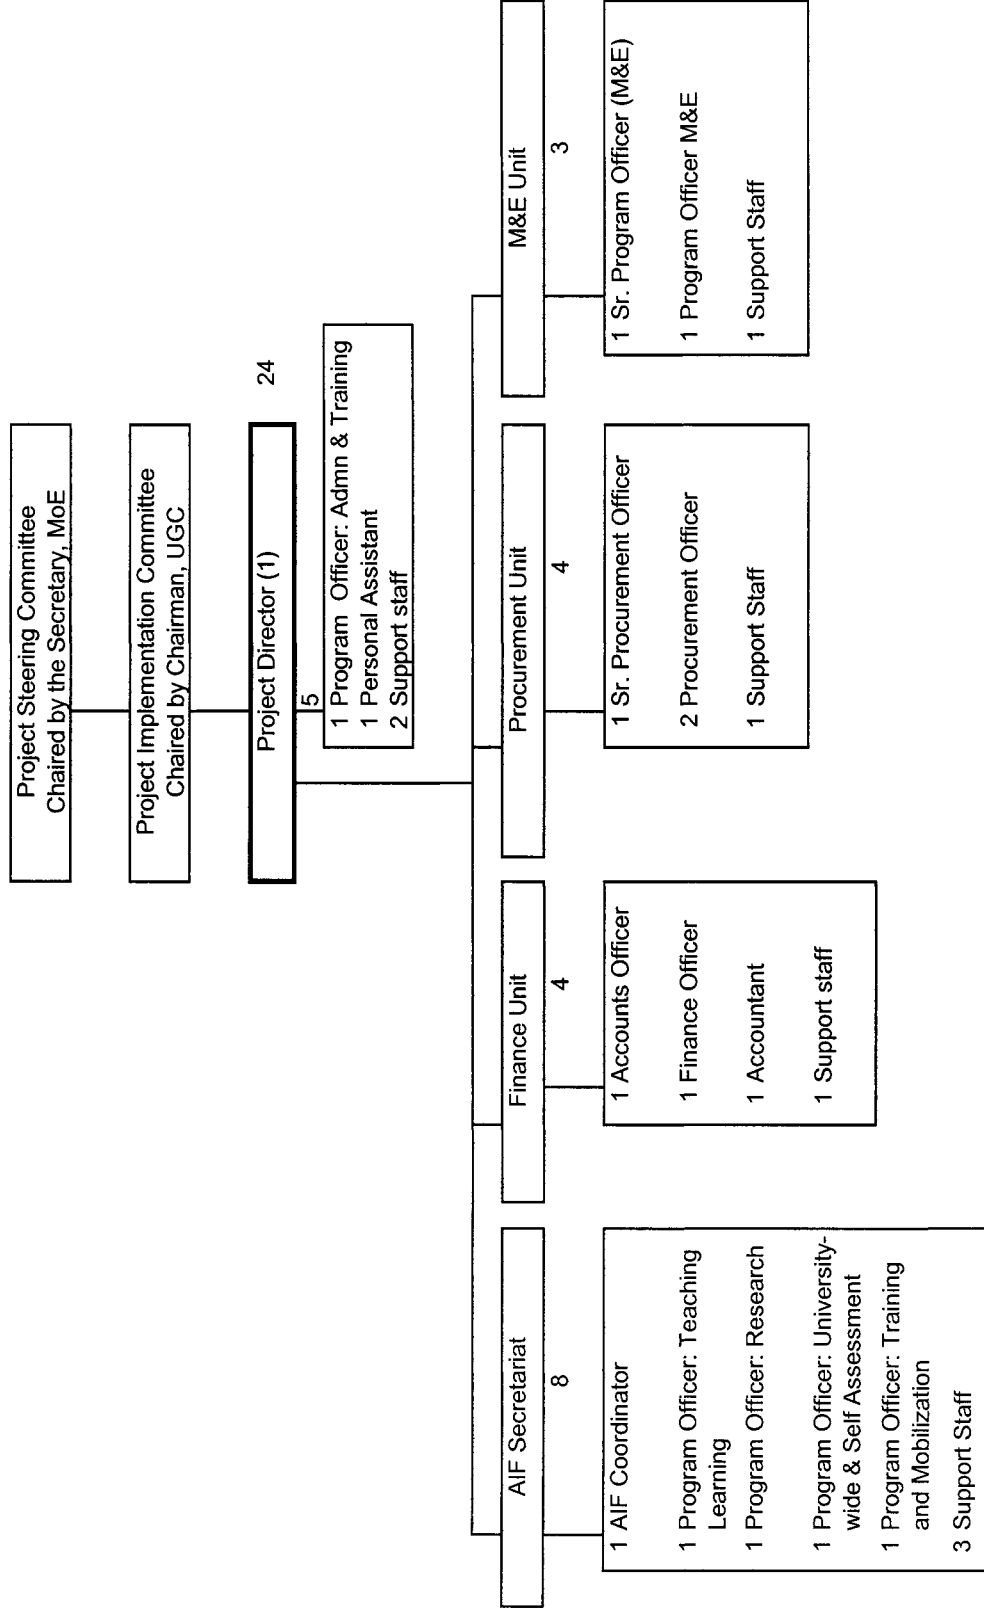 Project Steering Committee
Chaired by the Secretary, MoE
Project Implementation Committee
Chaired by Chairman, UGC
Project Director (1)
24
5
1 Program Officer: Admn & Training
1 Personal Assistant
2 Support staff
AIF Secretariat
8
1 AIF Coordinator
1 Program Officer: Teaching
Learning
1 Program Officer: Research
1 Program Officer: University-
wide & Self Assessment
1 Program Officer: Training
and Mobilization
3 Support Staff
Finance Unit
4
1 Accounts Officer
1 Finance Officer
1 Accountant
1 Support staff
Procurement Unit
4
1 Sr. Procurement Officer
2 Procurement Officer
1 Support Staff
M&E Unit
3
1 Sr. Program Officer (M&E)
1 Program Officer M&E
1 Support Staff